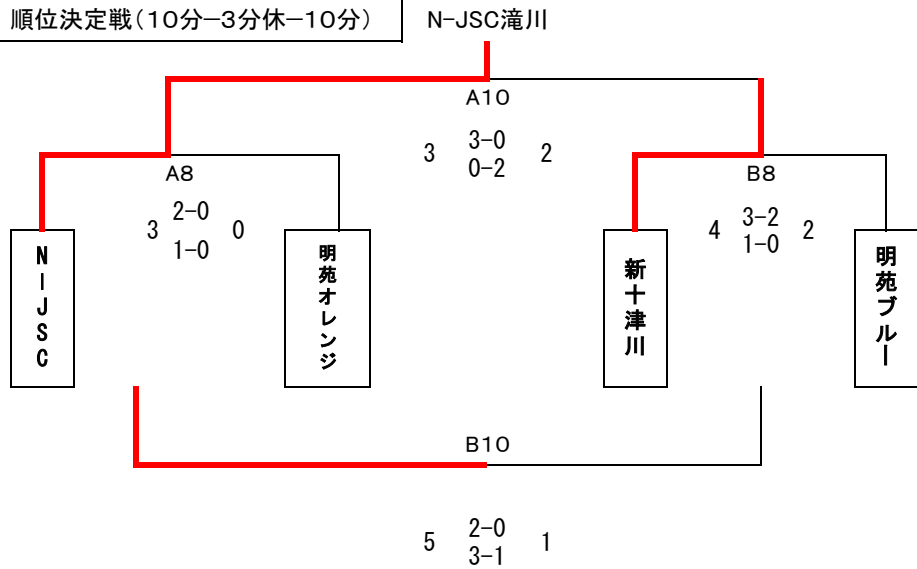 順位決定戦(10分−3分休−10分)
N-JSC滝川
A10
3 3-0 2
0-2
A8
3 2-0 0
1-0
B8
4 3-2 2
1-0
N-JSC
明苑オレンジ
新十津川
明苑ブルー
B10
5 2-0 1
3-1